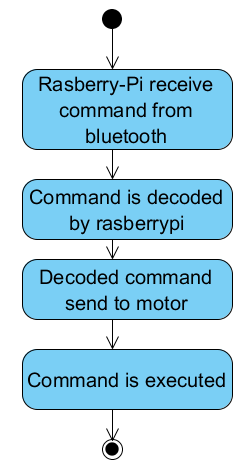 Rasberry-Pi receive
command from
bluetooth
Command is decoded
by rasberrypi
Decoded command
send to motor
Command is executed